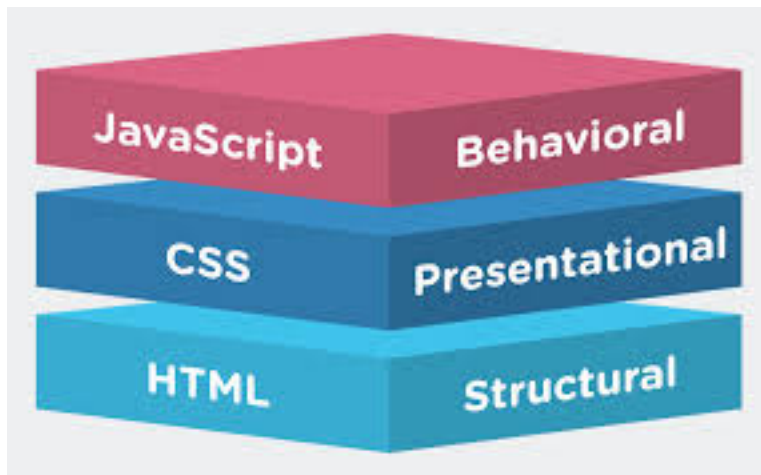 JavaScript
Behavioral
CSS
Presentational
HTML
Structural